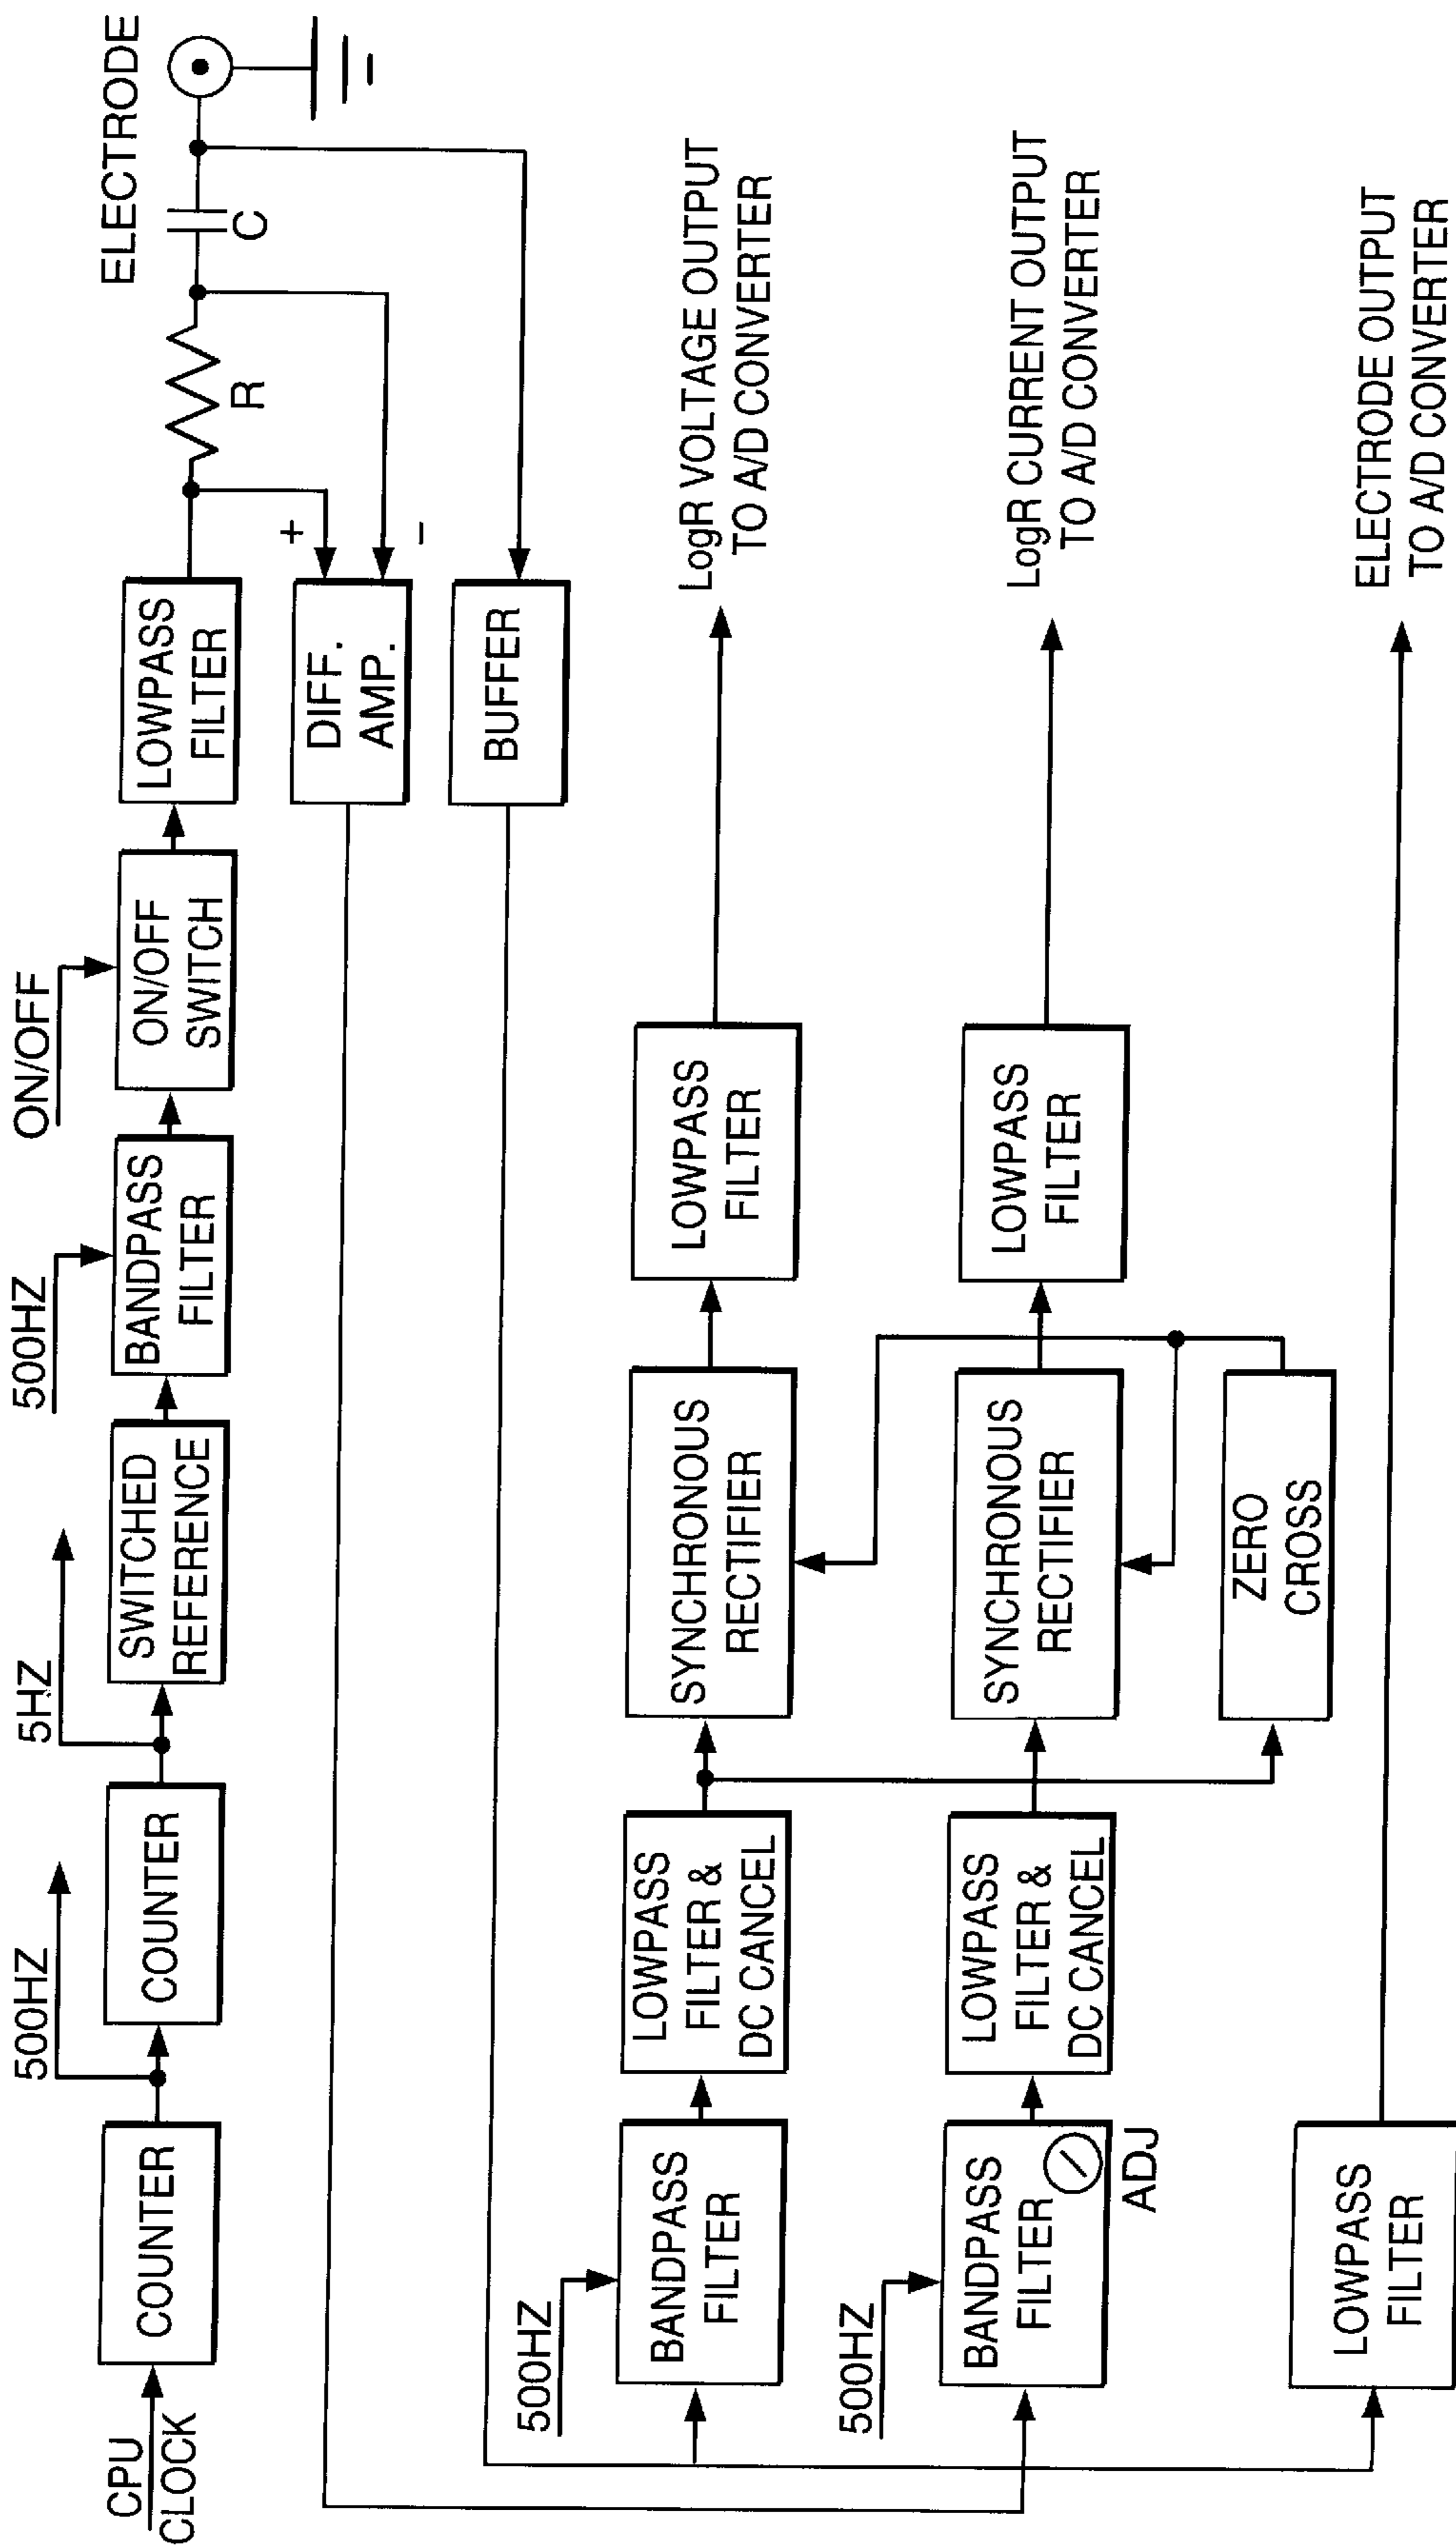 CPU
CLOCK
COUNTER
500HZ
COUNTER
5HZ
SWITCHED
REFERENCE
500HZ
BANDPASS
FILTER
ON/OFF
ON/OFF
SWITCH
LOWPASS
FILTER
R
C
ELECTRODE
+
−
DIFF.
AMP.
BUFFER
500HZ
BANDPASS
FILTER
LOWPASS
FILTER &
DC CANCEL
SYNCHRONOUS
RECTIFIER
LOWPASS
FILTER
LogR VOLTAGE OUTPUT
TO A/D CONVERTER
500HZ
BANDPASS
FILTER
ADJ
LOWPASS
FILTER &
DC CANCEL
SYNCHRONOUS
RECTIFIER
LOWPASS
FILTER
LogR CURRENT OUTPUT
TO A/D CONVERTER
ZERO
CROSS
LOWPASS
FILTER
ELECTRODE OUTPUT
TO A/D CONVERTER